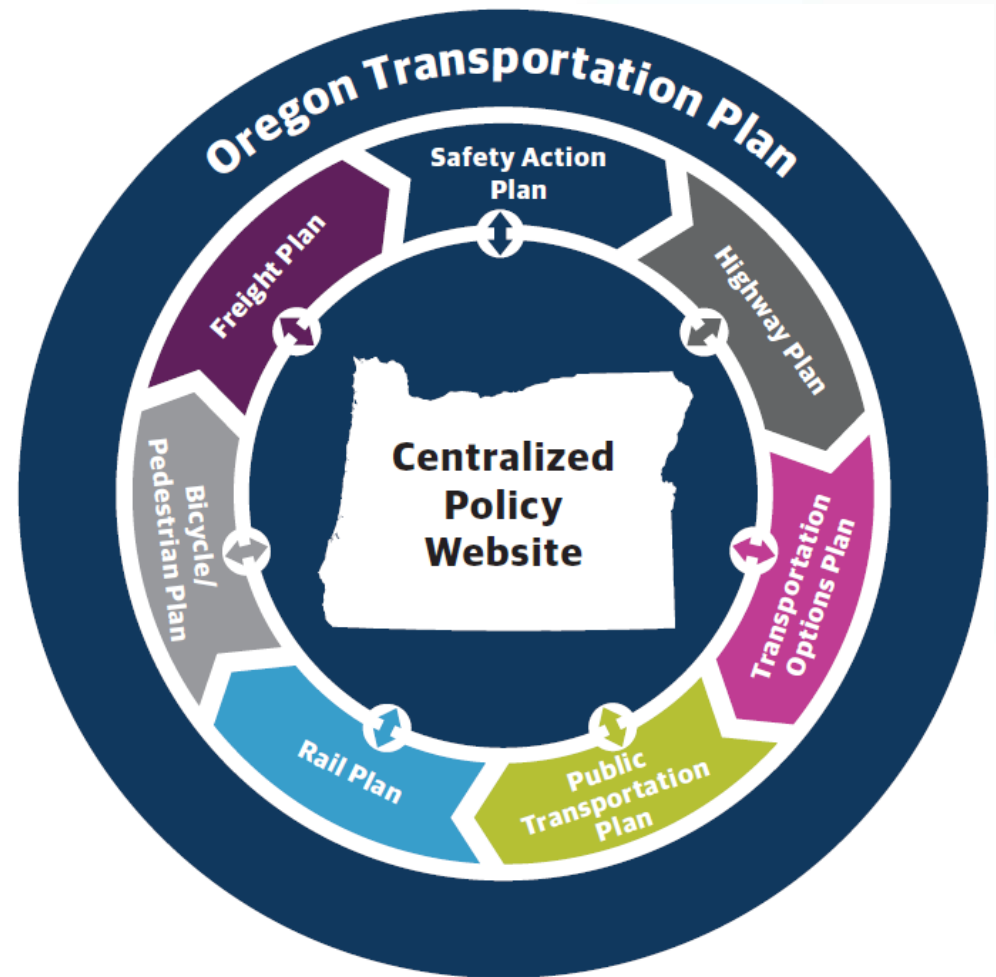 Oregon Transportation Plan
Safety Action
Plan
Highway Plan
Transportation
Options Plan
Public
Transportation
Plan
Rail Plan
Bicycle/
Pedestrian Plan
Freight Plan
Centralized
Policy
Website